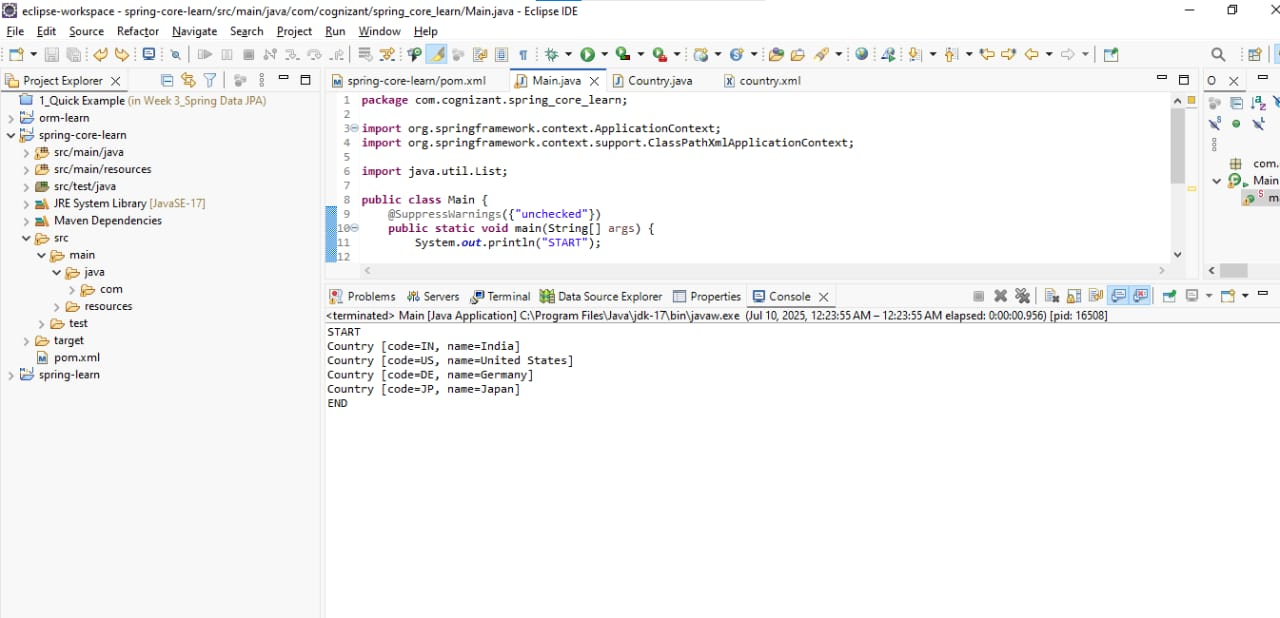 eclipse-workspace - spring-core-learn/src/main/java/com/cognizant/spring_core_learn/Main.java - Eclipse IDE
File Edit Source Refactor Navigate Search Project Run Window Help
Project Explorer
1_Quick Example (in Week 3_Spring Data JPA)
orm-learn
spring-core-learn
src/main/java
src/main/resources
src/test/java
JRE System Library [JavaSE-17]
Maven Dependencies
src
main
java
com
resources
test
target
pom.xml
spring-learn
spring-core-learn/pom.xml Main.java Country.java country.xml
1 package com.cognizant.spring_core_learn;
2
3 import org.springframework.context.ApplicationContext;
4 import org.springframework.context.support.ClassPathXmlApplicationContext;
5
6 import java.util.List;
7
8 public class Main {
9 @SuppressWarnings({"unchecked"})
10 public static void main(String[] args) {
11 System.out.println("START");
12
O
com.
Main
m
Problems Servers Terminal Data Source Explorer Properties Console
<terminated> Main [Java Application] C:\Program Files\Java\jdk-17\bin\javaw.exe (Jul 10, 2025, 12:23:55 AM – 12:23:55 AM elapsed: 0:00:00.956) [pid: 16508]
START
Country [code=IN, name=India]
Country [code=US, name=United States]
Country [code=DE, name=Germany]
Country [code=JP, name=Japan]
END